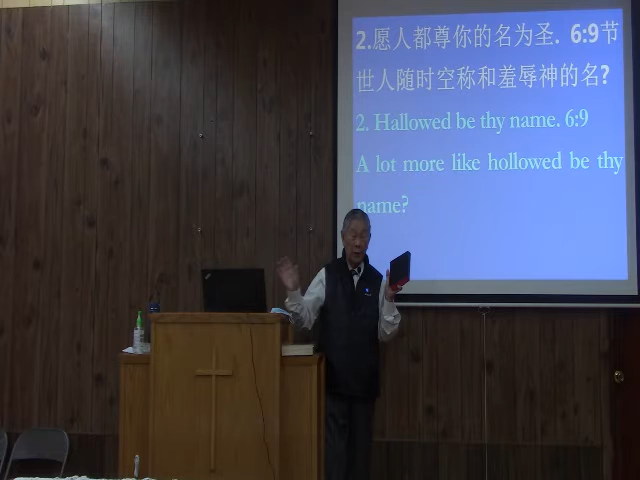 2.愿人都尊你的名为圣. 6:9节
世人随时空称和羞辱神的名?
2. Hallowed be thy name. 6:9
A lot more like hollowed be thy
name?